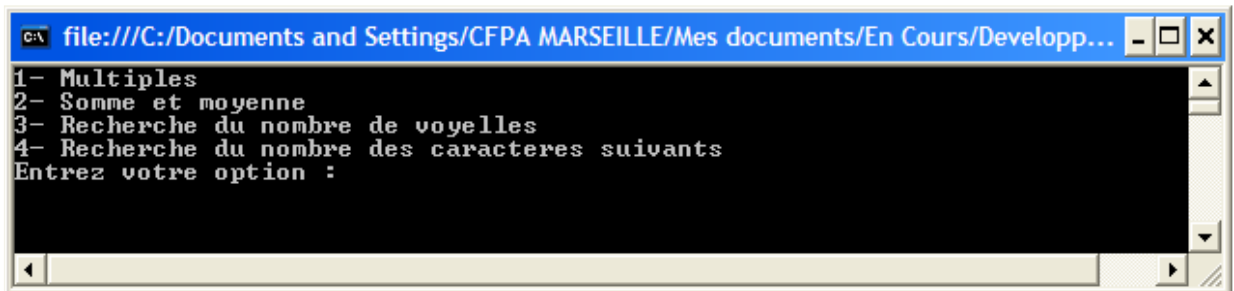 file:///C:/Documents and Settings/CFPA MARSEILLE/Mes documents/En Cours/Developp...
1- Multiples
2- Somme et moyenne
3- Recherche du nombre de voyelles
4- Recherche du nombre des caracteres suivants
Entrez votre option :